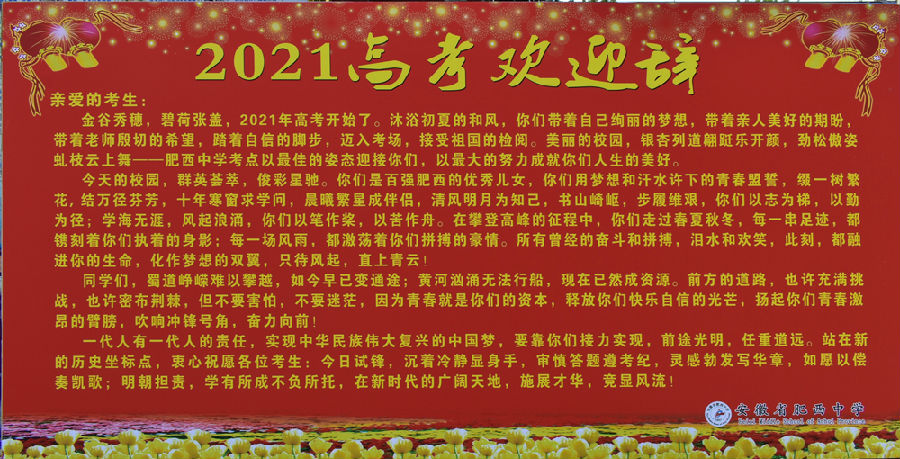 2021高考欢迎辞
亲爱的考生：
金谷秀穗，碧荷张盖，2021年高考开始了。沐浴初夏的和风，你们带着自己绚丽的梦想，带着亲人美好的期盼，
带着老师殷切的希望，踏着自信的脚步，迈入考场，接受祖国的检阅。美丽的校园，银杏列道翩跹乐开颜，劲松傲姿
虬枝云上舞——肥西中学考点以最佳的姿态迎接你们，以最大的努力成就你们人生的美好。
今天的校园，群英荟萃，俊彩星驰。你们是百强肥西的优秀儿女，你们用梦想和汗水许下的青春盟誓，缀一树繁
花，结万径芬芳，十年寒窗求学问；晨曦繁星成伴侣，清风明月为知己，书山崎岖；步履维艰，你们以志为梯，以勤
为径；学海无涯，风起浪涌，你们以笔作桨，以苦作舟。在攀登高峰的征程中，你们走过春夏秋冬，每一串足迹，都
镌刻着你们执着的身影；每一场风雨，都激荡着你们拼搏的豪情。所有曾经的奋斗和拼搏，泪水和欢笑，此刻，都融
进你的生命，化作梦想的双翼，只待风起，直上青云！
同学们，蜀道峥嵘难以攀越，如今早已变通途；黄河汹涌无法行船，现在已然成资源。前方的道路，也许充满挑
战，也许密布荆棘，但不要害怕，不要迷茫，因为青春就是你们的资本，释放你们快乐自信的光芒，扬起你们青春激
昂的臂膀，吹响冲锋号角，奋力向前！
一代人有一代人的责任，实现中华民族伟大复兴的中国梦，要靠你们接力实现，前途光明，任重道远。站在新
的历史坐标点，衷心祝愿各位考生：今日试锋，沉着冷静显身手，审慎答题遵考纪，灵感勃发写华章，如愿以偿
奏凯歌；明朝担责，学有所成不负所托，在新时代的广阔天地，施展才华，竞显风流！
安徽省肥西中学
Feixi Middle School of Anhui Province